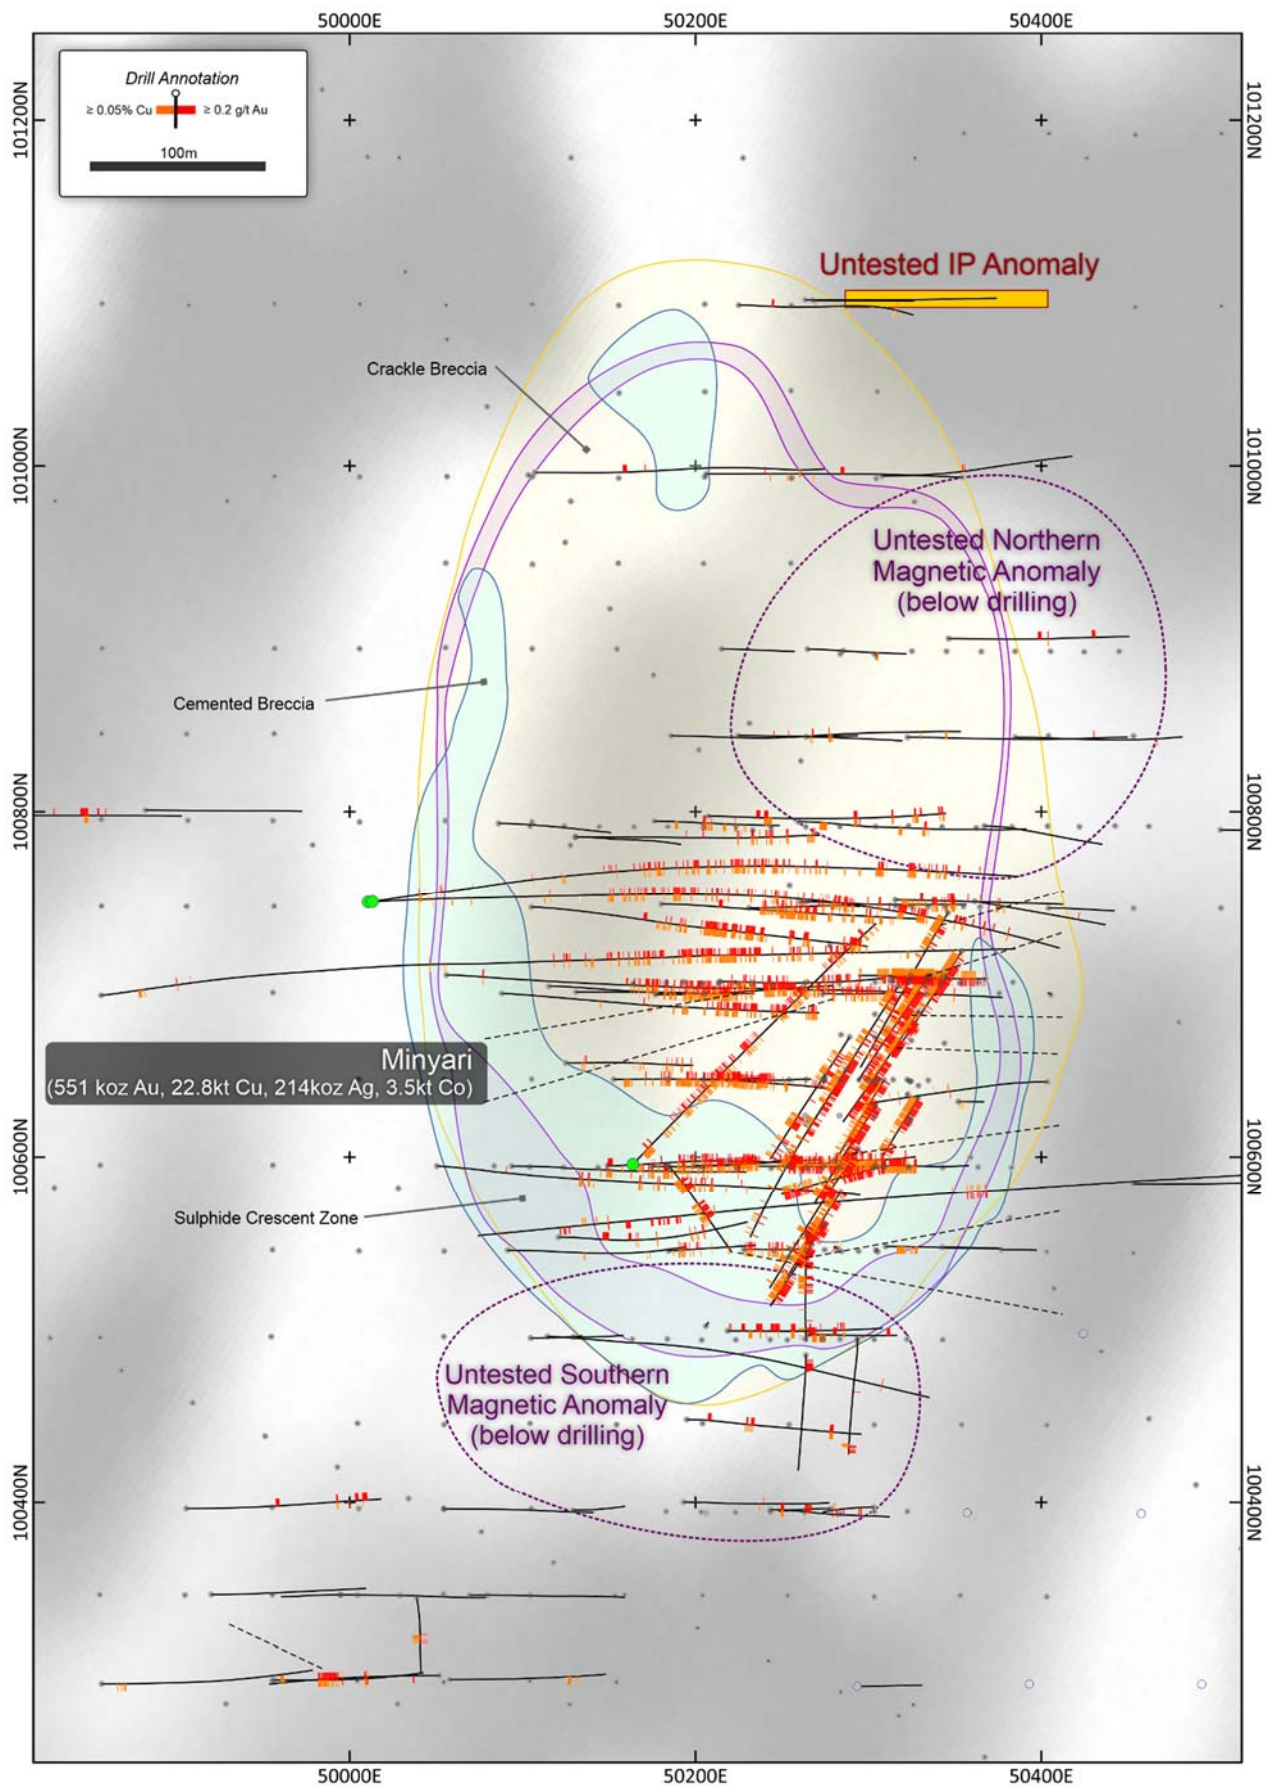 50000E
50200E
50400E
101200N
101200N
Drill Annotation
≥ 0.05% Cu
≥ 0.2 g/t Au
100m
Untested IP Anomaly
Crackle Breccia
101000N
101000N
Untested Northern
Magnetic Anomaly
(below drilling)
Cemented Breccia
100800N
100800N
Minyari
(551 koz Au, 22.8kt Cu, 214koz Ag, 3.5kt Co)
100600N
100600N
Sulphide Crescent Zone
Untested Southern
Magnetic Anomaly
(below drilling)
100400N
100400N
50000E
50200E
50400E